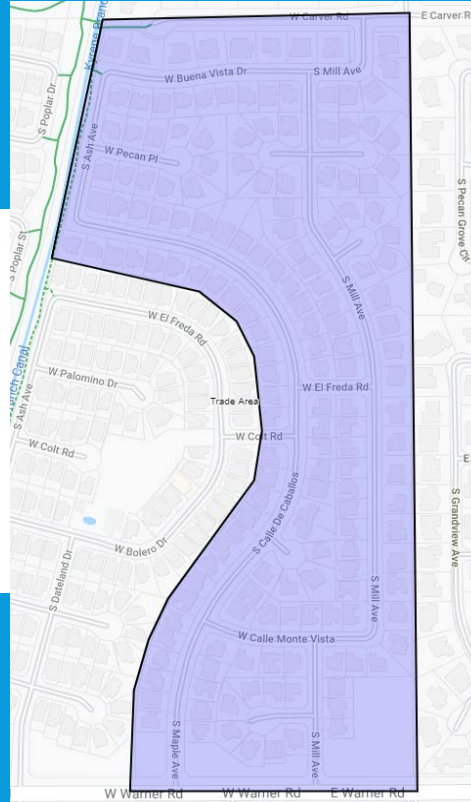 W Carver Rd
E Carver R
Kyrene Bran
W Buena Vista Dr
S Mill Ave
S Poplar Dr
S Ash Ave
W Pecan Pl
S Pecan Grove Cir
S Poplar St
S Mill Ave
W El Freda Rd
W Palomino Dr
W El Freda Rd
Trade Area
S Ash Ave
W Colt Rd
W Colt Rd
E
S Calle De Caballos
S Grandview Ave
W Bolero Dr
S Dateland Dr
S Mill Ave
W Calle Monte Vista
S Maple Ave
S Mill Ave
W Warner Rd
W Warner Rd
E Warner Rd